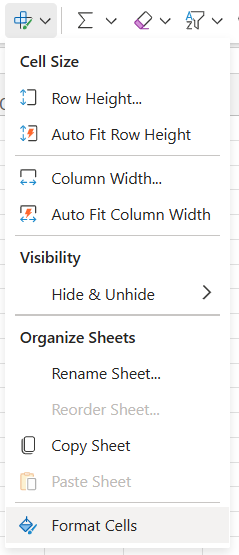 Cell Size
Row Height...
Auto Fit Row Height
Column Width...
Auto Fit Column Width
Visibility
Hide & Unhide
Organize Sheets
Rename Sheet...
Reorder Sheet...
Copy Sheet
Paste Sheet
Format Cells